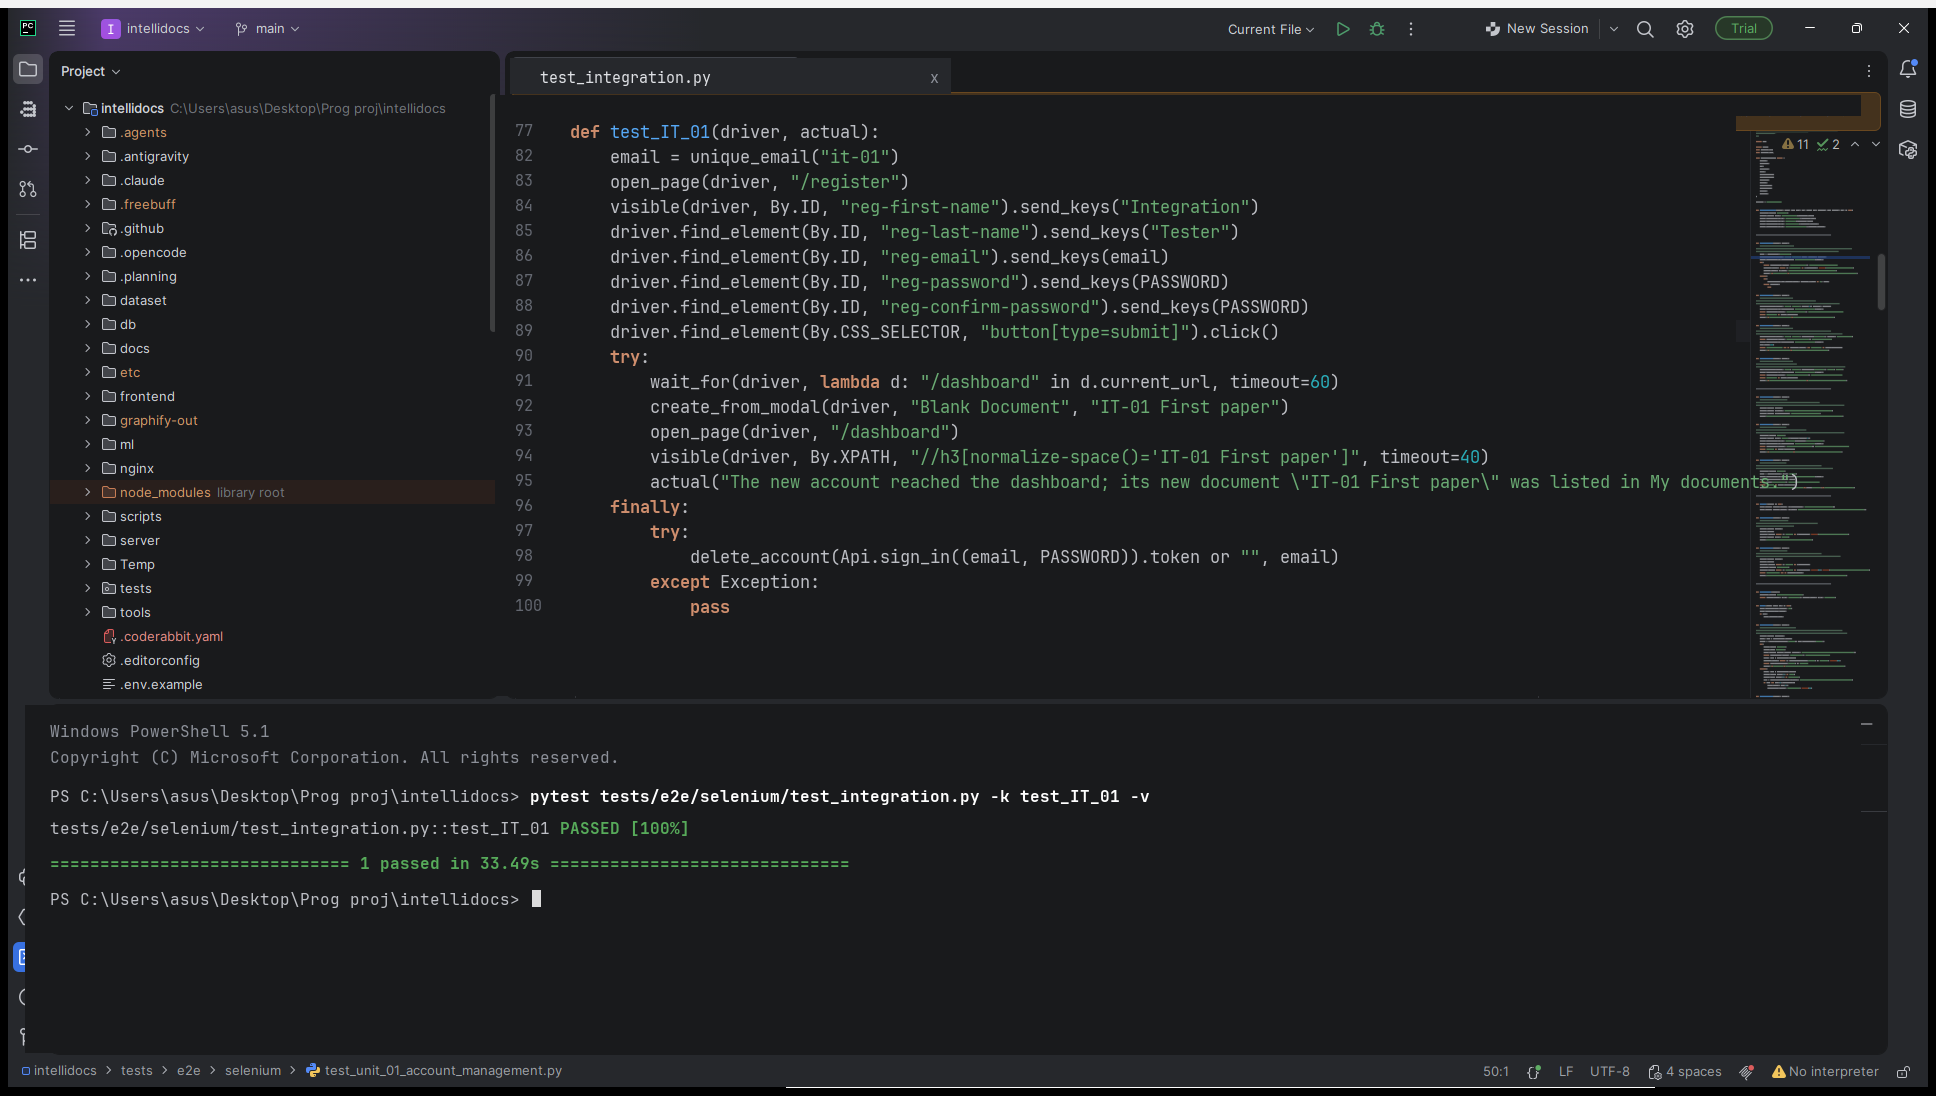 PC
I intellidocs
main
Current File
New Session
Trial
Project
test_integration.py x
intellidocs C:\Users\asus\Desktop\Prog proj\intellidocs
.agents
.antigravity
.claude
.freebuff
.github
.opencode
.planning
dataset
db
docs
etc
frontend
graphify-out
ml
nginx
node_modules library root
scripts
server
Temp
tests
tools
.coderabbit.yaml
.editorconfig
.env.example
11 2
77 def test_IT_01(driver, actual):
82 email = unique_email("it-01")
83 open_page(driver, "/register")
84 visible(driver, By.ID, "reg-first-name").send_keys("Integration")
85 driver.find_element(By.ID, "reg-last-name").send_keys("Tester")
86 driver.find_element(By.ID, "reg-email").send_keys(email)
87 driver.find_element(By.ID, "reg-password").send_keys(PASSWORD)
88 driver.find_element(By.ID, "reg-confirm-password").send_keys(PASSWORD)
89 driver.find_element(By.CSS_SELECTOR, "button[type=submit]").click()
90 try:
91 wait_for(driver, lambda d: "/dashboard" in d.current_url, timeout=60)
92 create_from_modal(driver, "Blank Document", "IT-01 First paper")
93 open_page(driver, "/dashboard")
94 visible(driver, By.XPATH, "//h3[normalize-space()='IT-01 First paper']", timeout=40)
95 actual("The new account reached the dashboard; its new document \"IT-01 First paper\" was listed in My documents.")
96 finally:
97 try:
98 delete_account(Api.sign_in((email, PASSWORD)).token or "", email)
99 except Exception:
100 pass
Windows PowerShell 5.1
Copyright (C) Microsoft Corporation. All rights reserved.
PS C:\Users\asus\Desktop\Prog proj\intellidocs> pytest tests/e2e/selenium/test_integration.py -k test_IT_01 -v
tests/e2e/selenium/test_integration.py::test_IT_01 PASSED [100%]
============================== 1 passed in 33.49s ==============================
PS C:\Users\asus\Desktop\Prog proj\intellidocs>
intellidocs > tests > e2e > selenium > test_unit_01_account_management.py
50:1 LF UTF-8 4 spaces No interpreter